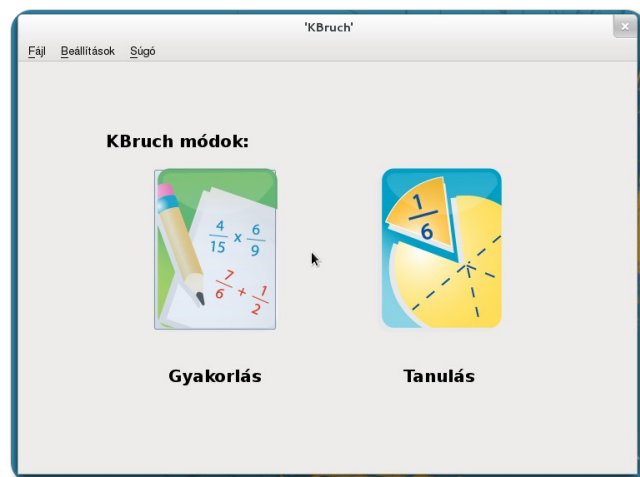 'KBruch'
Fájl Beállítások Súgó
KBruch módok:
4/15 x 6/9
7/6 + 1/2
1/6
Gyakorlás Tanulás